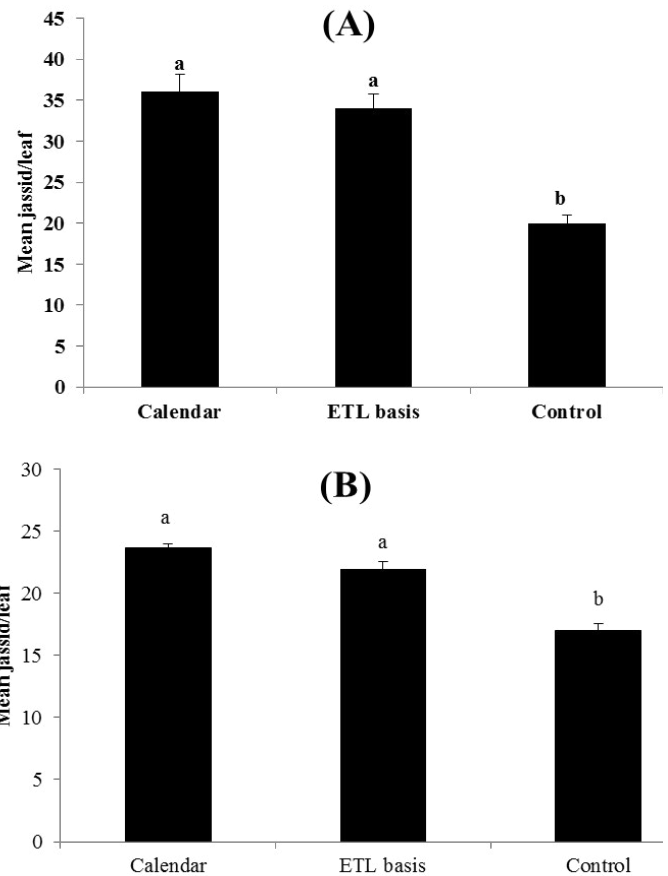 (A)
45
40
35
30
25
20
15
10
5
0
Mean jassid/leaf
a
a
b
Calendar ETL basis Control
(B)
30
25
20
15
10
5
0
Mean jassid/leaf
a
a
b
Calendar ETL basis Control